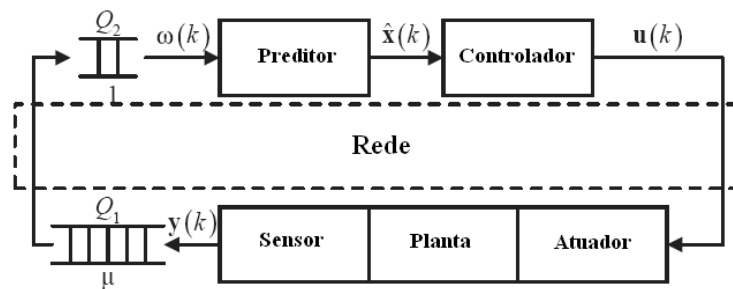 Q₂
ω(k)
Preditor
x̂(k)
Controlador
u(k)
1
Rede
Q₁
y(k)
Sensor
Planta
Atuador
μ